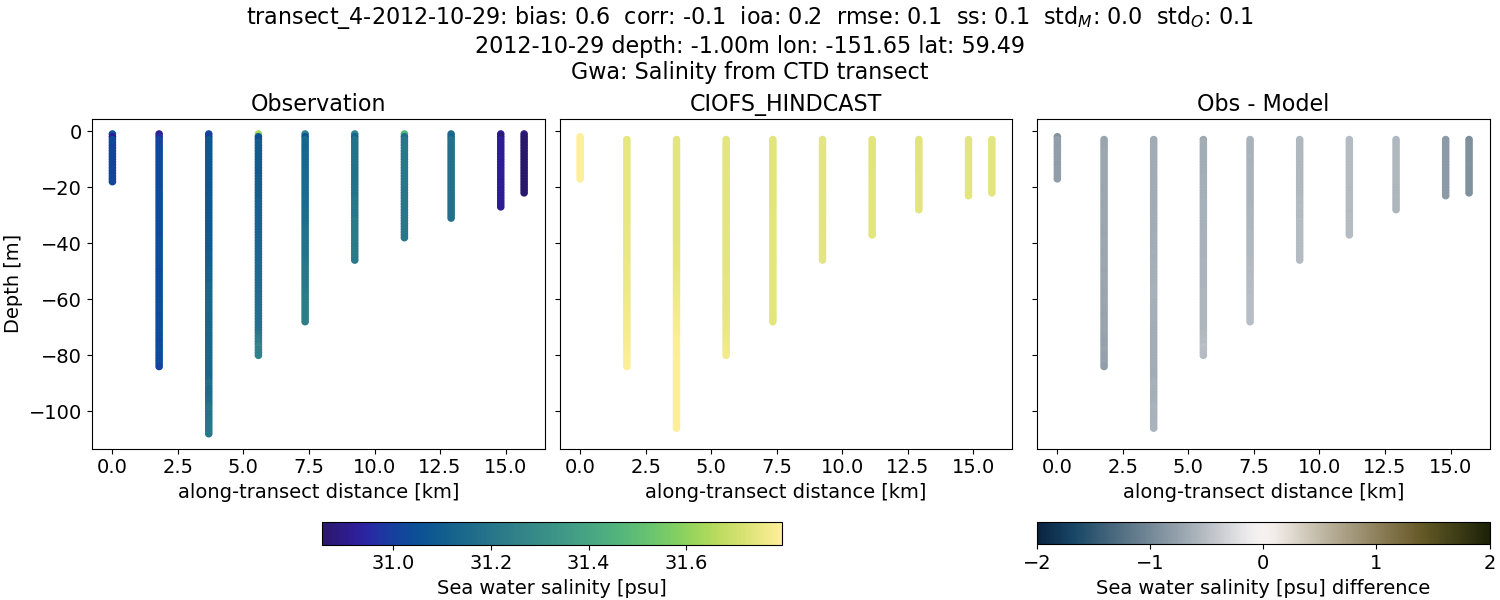 transect_4-2012-10-29: bias: 0.6 corr: -0.1 ioa: 0.2 rmse: 0.1 ss: 0.1 std_M: 0.0 std_O: 0.1
2012-10-29 depth: -1.00m lon: -151.65 lat: 59.49
Gwa: Salinity from CTD transect
Observation
CIOFS_HINDCAST
Obs - Model
Depth [m]
0
−20
−40
−60
−80
−100
0.0 2.5 5.0 7.5 10.0 12.5 15.0
0.0 2.5 5.0 7.5 10.0 12.5 15.0
0.0 2.5 5.0 7.5 10.0 12.5 15.0
along-transect distance [km]
along-transect distance [km]
along-transect distance [km]
31.0 31.2 31.4 31.6
Sea water salinity [psu]
−2 −1 0 1 2
Sea water salinity [psu] difference